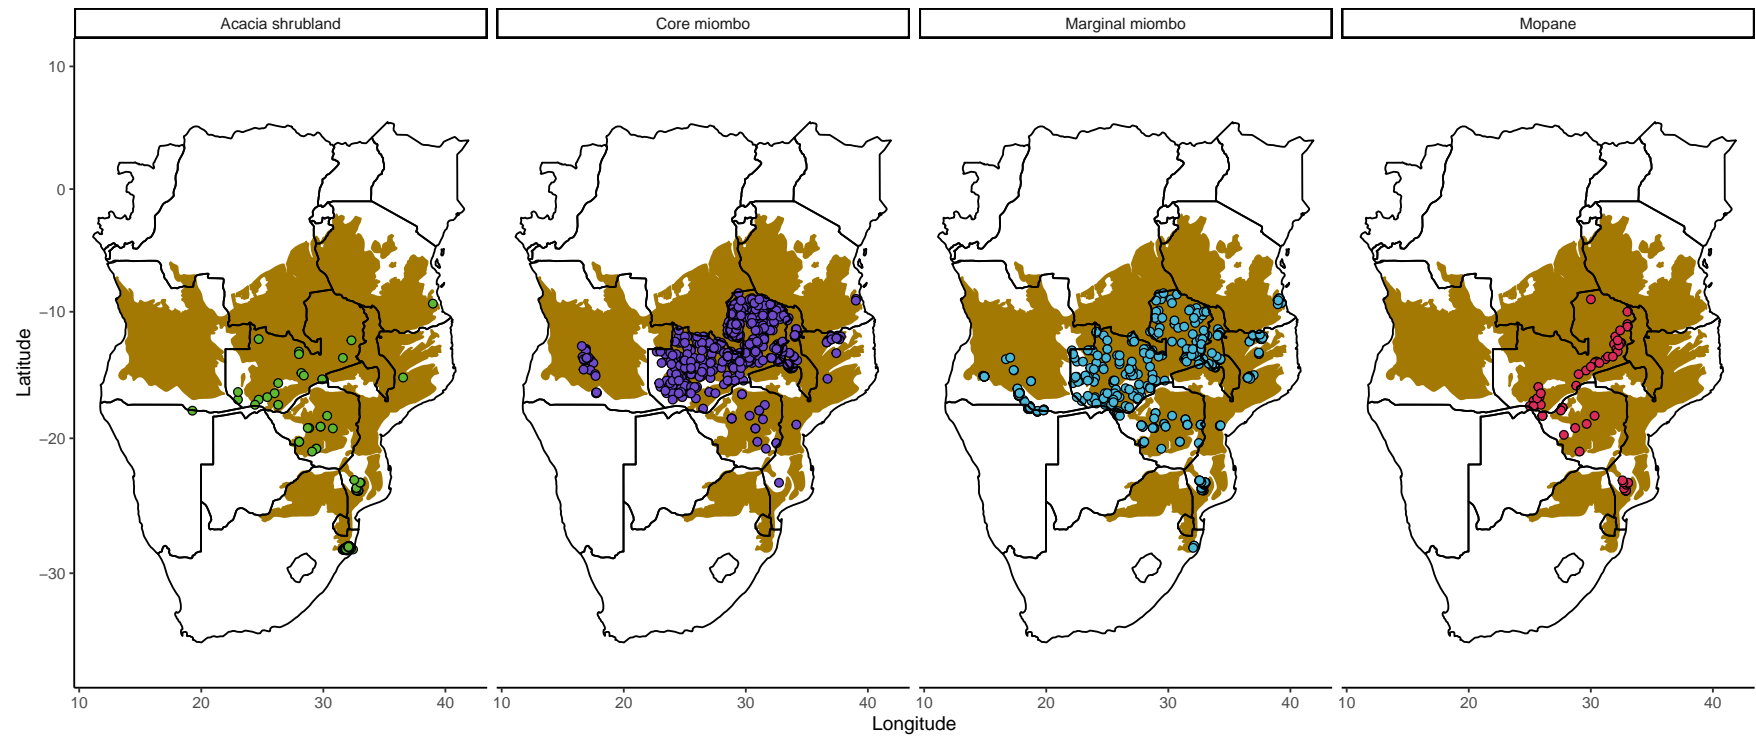 Acacia shrubland
Core miombo
Marginal miombo
Mopane
Latitude
10
0
−10
−20
−30
10 20 30 40
10 20 30 40
10 20 30 40
10 20 30 40
Longitude